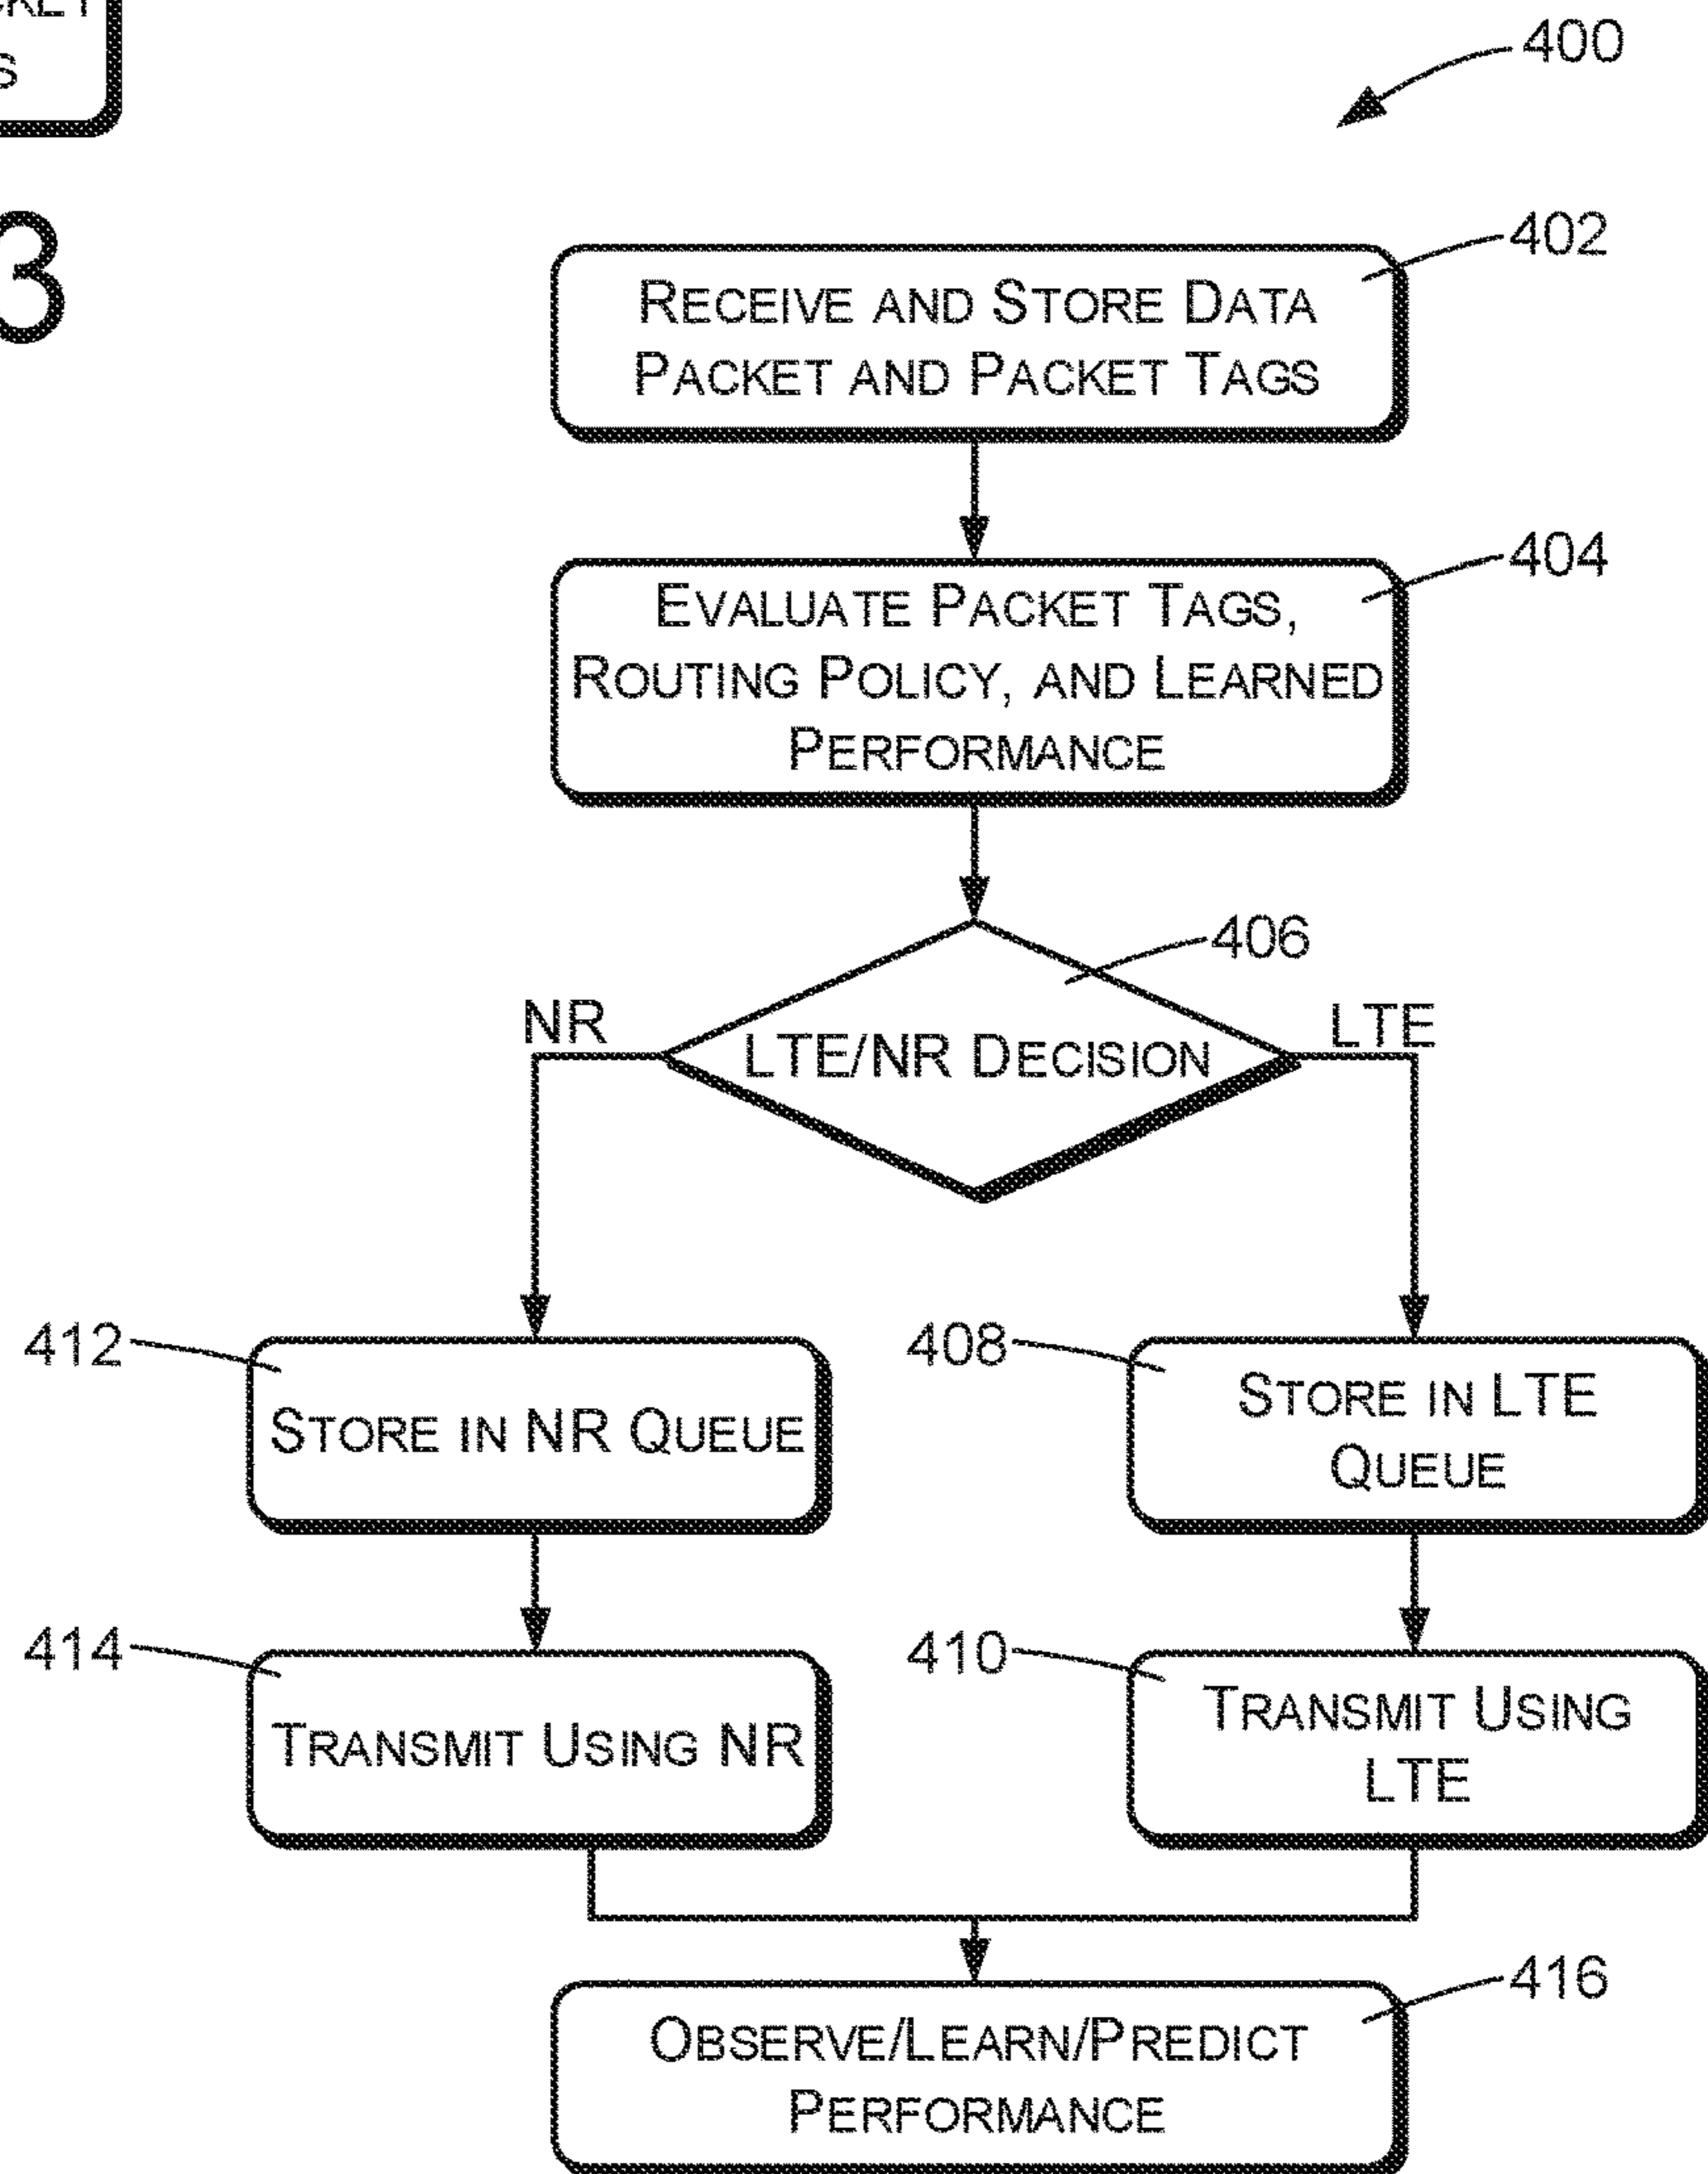 S
400
3
402
RECEIVE AND STORE DATA
PACKET AND PACKET TAGS
404
EVALUATE PACKET TAGS,
ROUTING POLICY, AND LEARNED
PERFORMANCE
406
NR
LTE
LTE/NR DECISION
412
408
STORE IN NR QUEUE
STORE IN LTE
QUEUE
414
410
TRANSMIT USING NR
TRANSMIT USING
LTE
416
OBSERVE/LEARN/PREDICT
PERFORMANCE